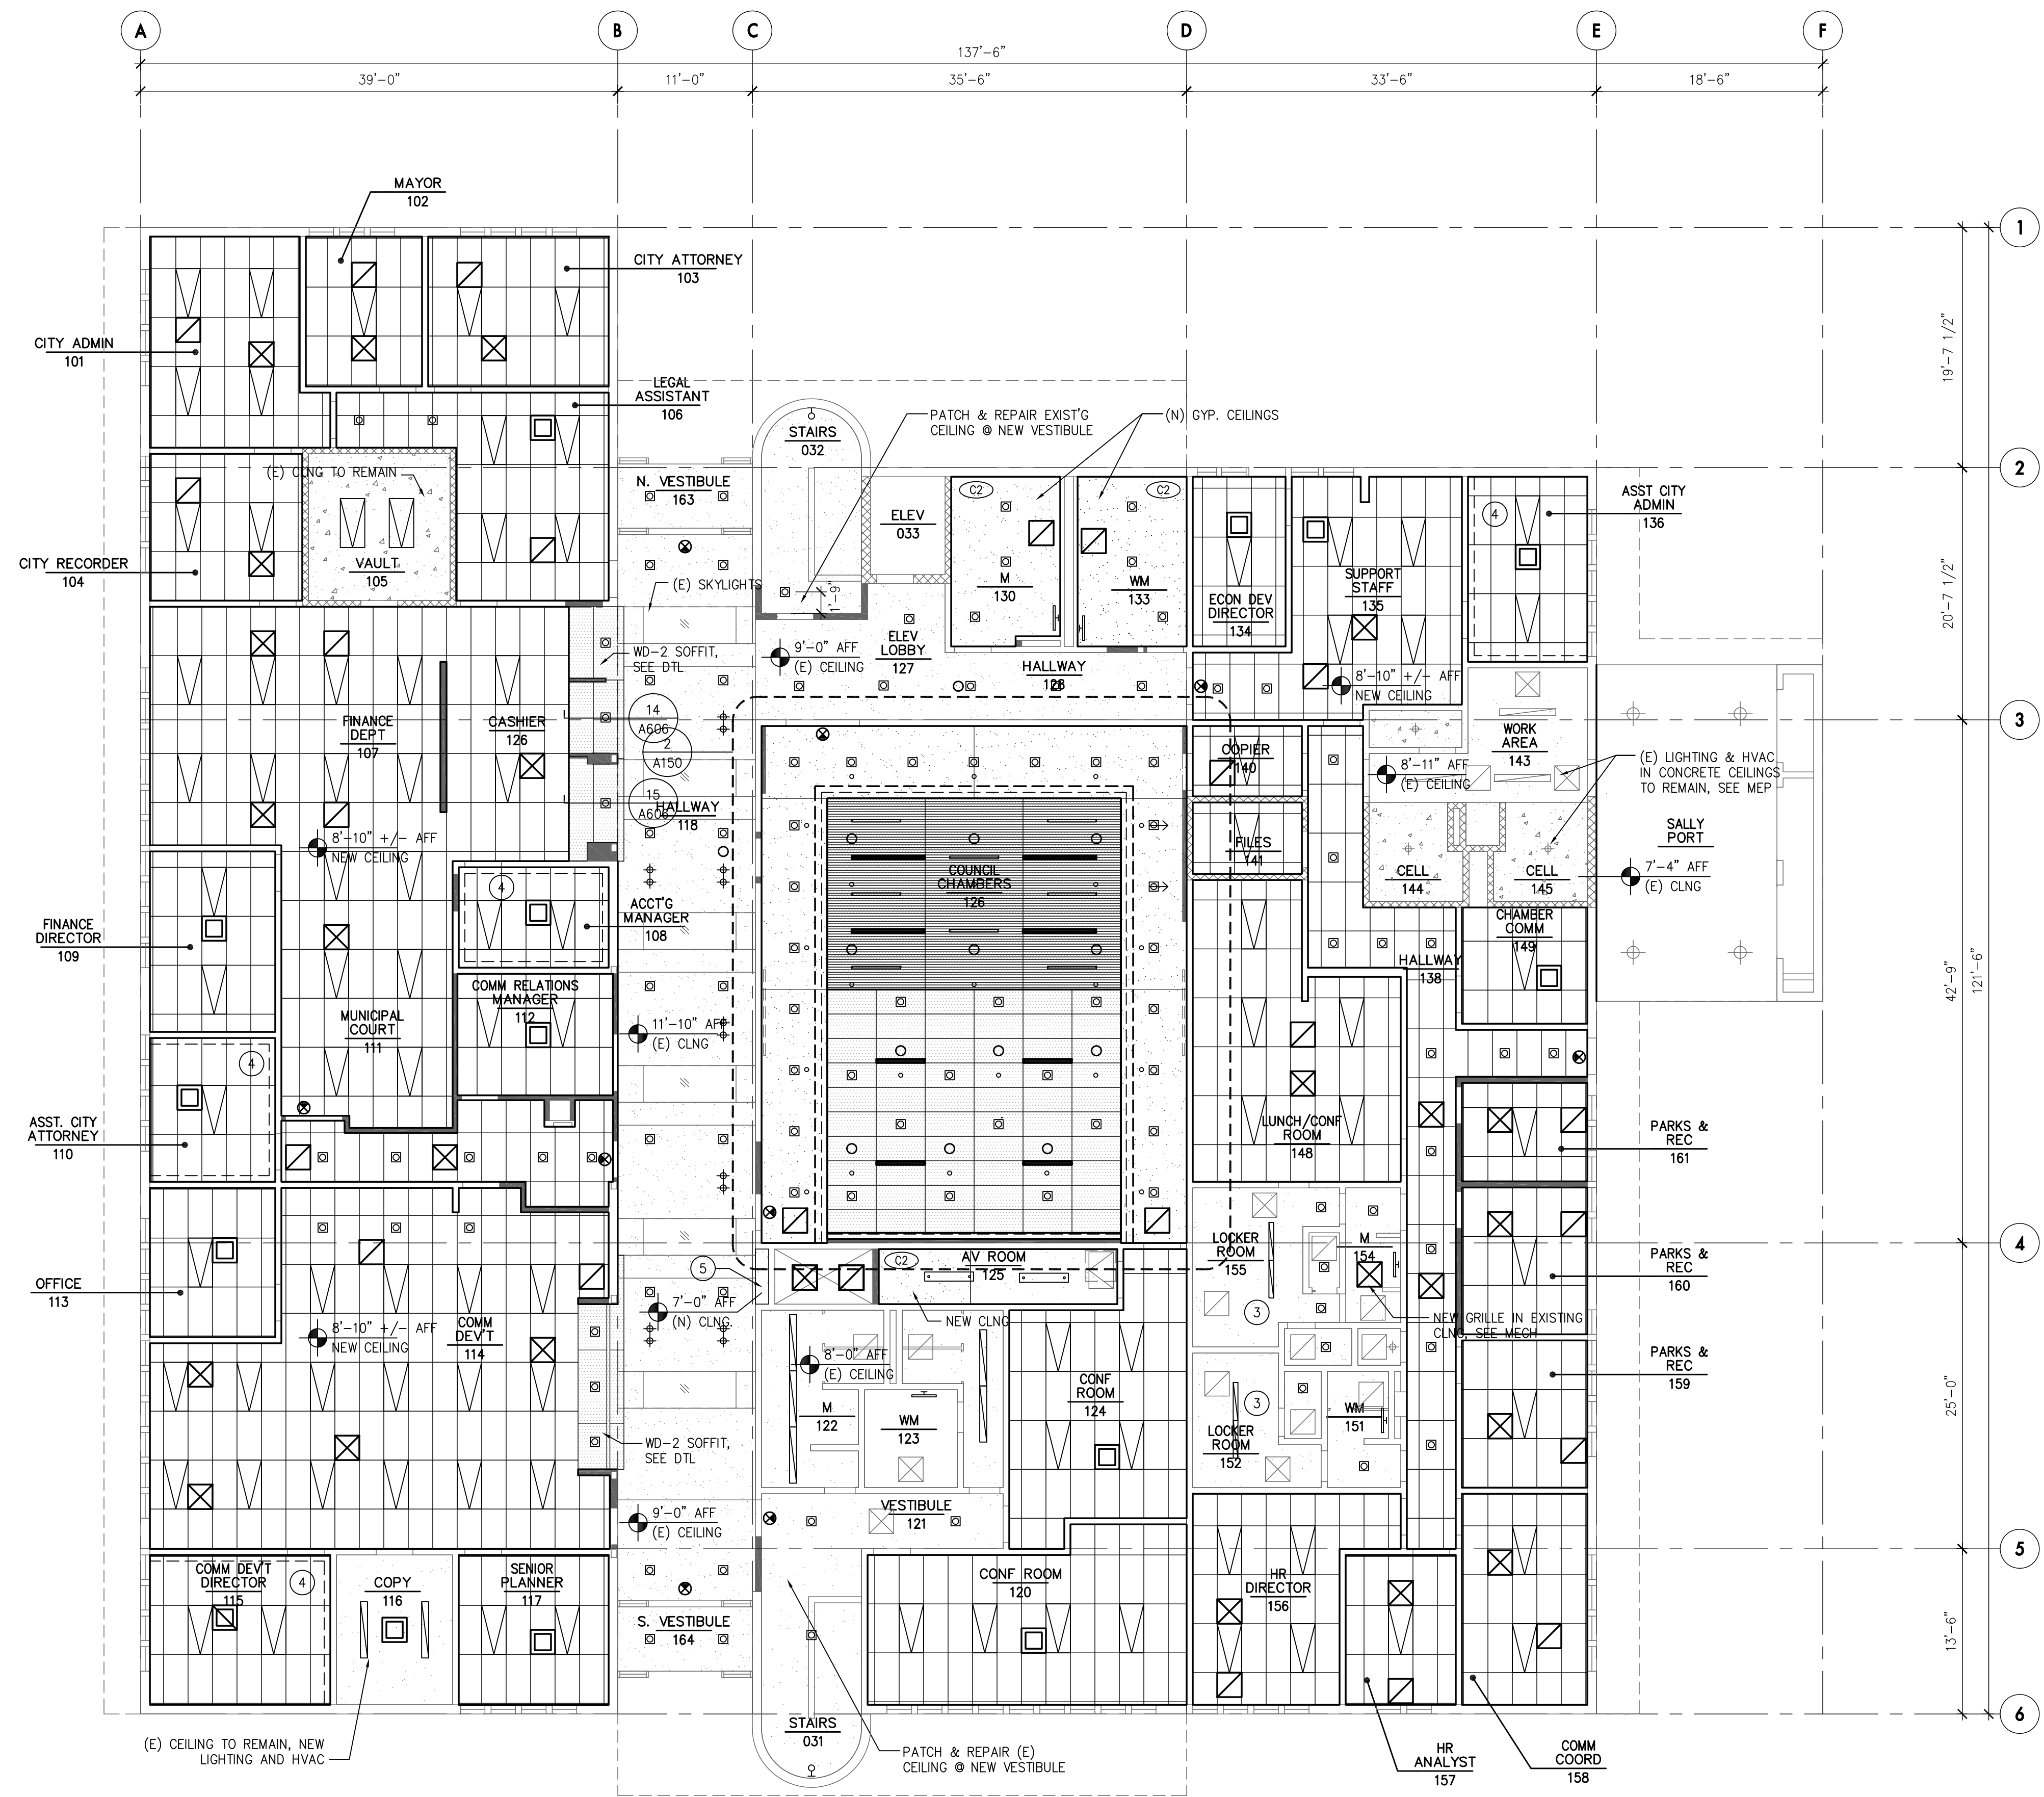 A
B
C
D
E
F
137'-6"
39'-0"
11'-0"
35'-6"
33'-6"
18'-6"
1
2
3
4
5
6
19'-7 1/2"
20'-7 1/2"
42'-9"
121'-6"
25'-0"
13'-6"
MAYOR
102
CITY ATTORNEY
103
CITY ADMIN
101
LEGAL
ASSISTANT
106
PATCH & REPAIR EXIST'G
CEILING @ NEW VESTIBULE
(N) GYP. CEILINGS
STAIRS
032
(E) CLNG TO REMAIN
N. VESTIBULE
163
C2
C2
ELEV
033
4
ASST CITY
ADMIN
136
CITY RECORDER
104
VAULT
105
(E) SKYLIGHTS
1'-9"
M
130
WM
133
ECON DEV
DIRECTOR
134
SUPPORT
STAFF
135
WD-2 SOFFIT,
SEE DTL
9'-0" AFF
(E) CEILING
ELEV
LOBBY
127
HALLWAY
128
8'-10" +/- AFF
NEW CEILING
FINANCE
DEPT
107
CASHIER
126
14
A606
2
A150
15
A606
HALLWAY
118
COPIER
140
WORK
AREA
143
8'-11" AFF
(E) CEILING
(E) LIGHTING & HVAC
IN CONCRETE CEILINGS
TO REMAIN, SEE MEP
SALLY
PORT
7'-4" AFF
(E) CLNG
8'-10" +/- AFF
NEW CEILING
FILES
141
COUNCIL
CHAMBERS
126
CELL
144
CELL
145
4
ACCT'G
MANAGER
108
FINANCE
DIRECTOR
109
CHAMBER
COMM
149
HALLWAY
138
COMM RELATIONS
MANAGER
112
MUNICIPAL
COURT
111
11'-10" AFF
(E) CLNG
4
ASST. CITY
ATTORNEY
110
LUNCH/CONF
ROOM
148
PARKS &
REC
161
OFFICE
113
5
C2
AV ROOM
125
LOCKER
ROOM
155
M
154
PARKS &
REC
160
7'-0" AFF
(N) CLNG.
NEW CLNG
3
NEW GRILLE IN EXISTING
CLNG, SEE MECH
8'-10" +/- AFF
NEW CEILING
COMM
DEV'T
114
8'-0" AFF
(E) CEILING
PARKS &
REC
159
M
122
WM
123
CONF
ROOM
124
3
WM
151
LOCKER
ROOM
152
WD-2 SOFFIT,
SEE DTL
9'-0" AFF
(E) CEILING
VESTIBULE
121
COMM DEV'T
DIRECTOR
115
4
COPY
116
SENIOR
PLANNER
117
CONF ROOM
120
HR
DIRECTOR
156
S. VESTIBULE
164
STAIRS
031
(E) CEILING TO REMAIN, NEW
LIGHTING AND HVAC
PATCH & REPAIR (E)
CEILING @ NEW VESTIBULE
HR
ANALYST
157
COMM
COORD
158